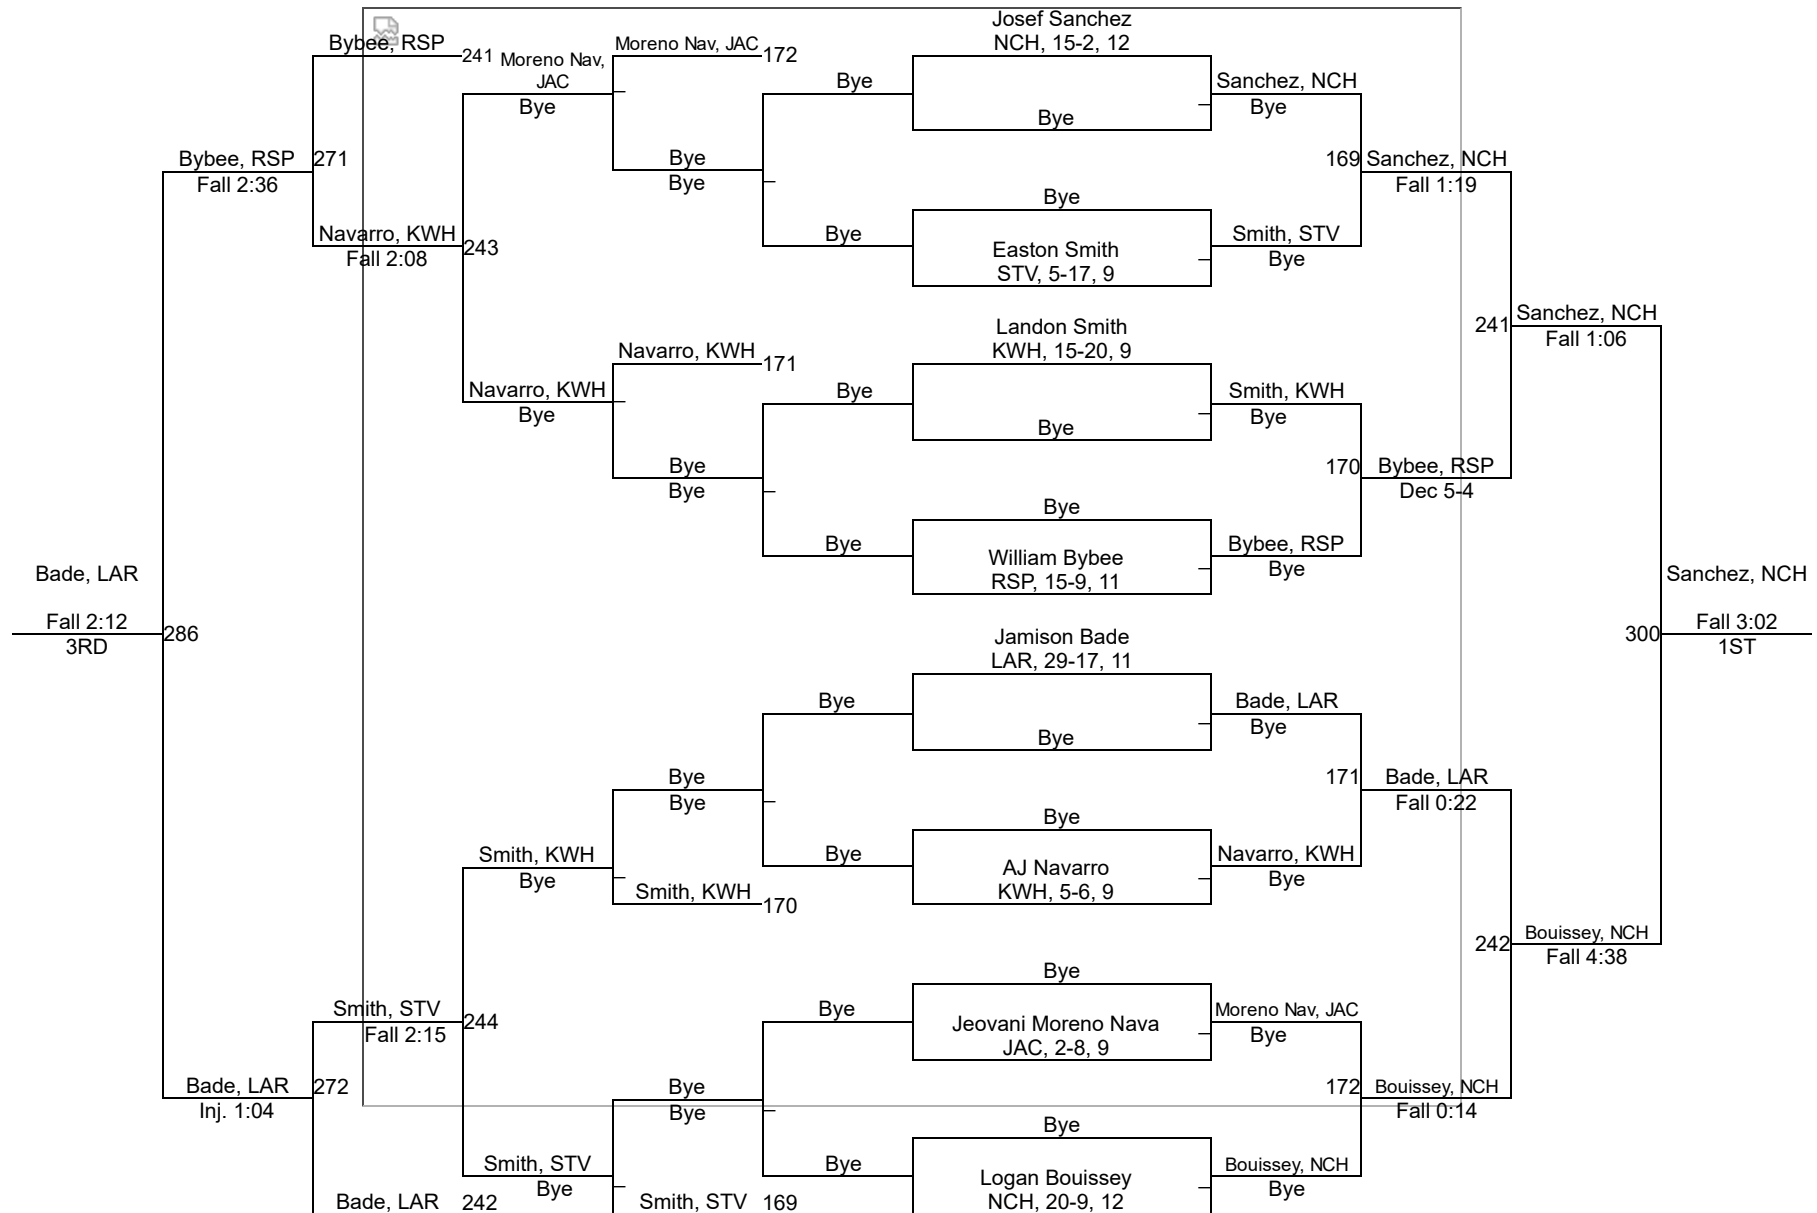 Josef Sanchez
Bybee, RSP
Moreno Nav, JAC
NCH, 15-2, 12
241
Moreno Nav,
JAC
172
Bye
Sanchez, NCH
Bye
Bye
Bye
Bybee, RSP
271
Bye
169
Sanchez, NCH
Fall 2:36
Bye
Fall 1:19
Bye
Navarro, KWH
243
Bye
Easton Smith
Smith, STV
Fall 2:08
STV, 5-17, 9
Bye
Sanchez, NCH
241
Fall 1:06
Landon Smith
Navarro, KWH
171
KWH, 15-20, 9
Navarro, KWH
Bye
Smith, KWH
Bye
Bye
Bye
Bye
170
Bybee, RSP
Bye
Dec 5-4
Bye
Bye
William Bybee
Bybee, RSP
RSP, 15-9, 11
Bye
Bade, LAR
Sanchez, NCH
Fall 2:12
286
300
Fall 3:02
3RD
1ST
Jamison Bade
LAR, 29-17, 11
Bye
Bade, LAR
Bye
Bye
Bye
171
Bade, LAR
Bye
Fall 0:22
Bye
Smith, KWH
Bye
AJ Navarro
Navarro, KWH
Bye
KWH, 5-6, 9
Bye
Smith, KWH
170
242
Bouissey, NCH
Fall 4:38
Bye
Smith, STV
244
Bye
Jeovani Moreno Nava
Moreno Nav, JAC
Fall 2:15
JAC, 2-8, 9
Bye
Bade, LAR
272
Bye
172
Bouissey, NCH
Inj. 1:04
Bye
Fall 0:14
Bye
Smith, STV
Bye
Logan Bouissey
Bouissey, NCH
Bye
NCH, 20-9, 12
Bye
Bade, LAR
242
Smith, STV
169